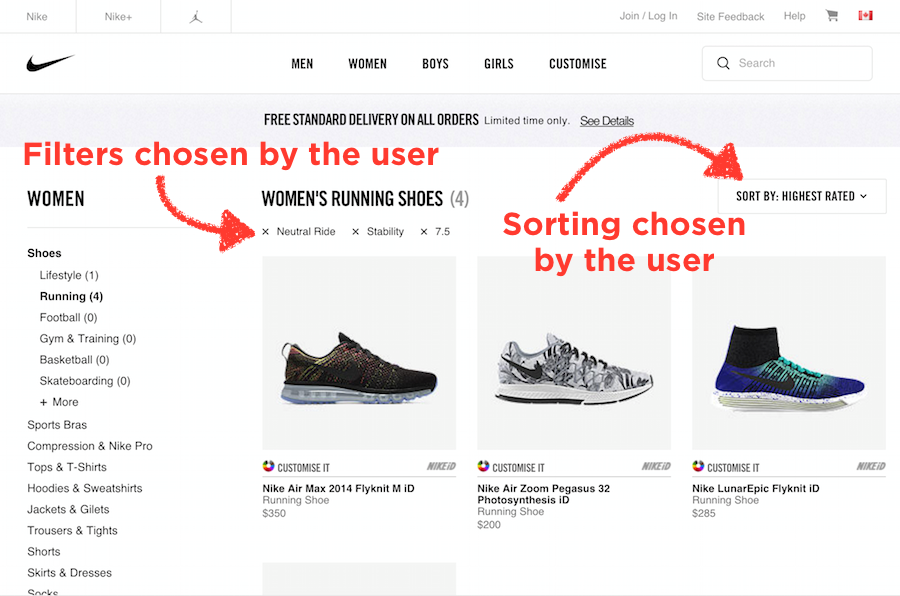 Nike Nike+ Join / Log In Site Feedback Help
MEN WOMEN BOYS GIRLS CUSTOMISE Search
FREE STANDARD DELIVERY ON ALL ORDERS Limited time only. See Details
Filters chosen by the user
WOMEN
WOMEN'S RUNNING SHOES (4)
SORT BY: HIGHEST RATED
Sorting chosen
by the user
× Neutral Ride × Stability × 7.5
Shoes
Lifestyle (1)
Running (4)
Football (0)
Gym & Training (0)
Basketball (0)
Skateboarding (0)
+ More
Sports Bras
Compression & Nike Pro
Tops & T-Shirts
Hoodies & Sweatshirts
Jackets & Gilets
Trousers & Tights
Shorts
Skirts & Dresses
Socks
CUSTOMISE IT NIKEiD
Nike Air Max 2014 Flyknit M iD
Running Shoe
$350
CUSTOMISE IT NIKEiD
Nike Air Zoom Pegasus 32
Photosynthesis iD
Running Shoe
$200
CUSTOMISE IT NIKEiD
Nike LunarEpic Flyknit iD
Running Shoe
$285